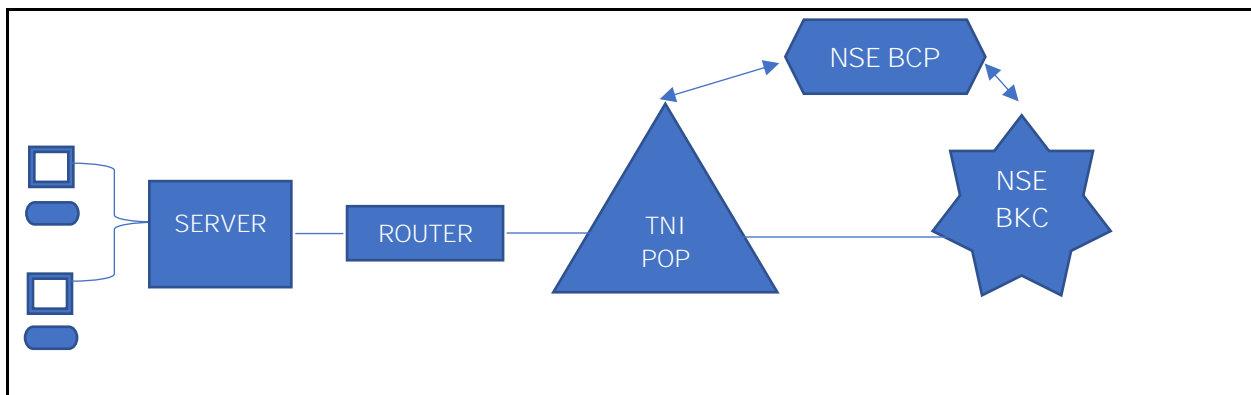 NSE BCP
NSE
BKC
SERVER
ROUTER
TNI
POP